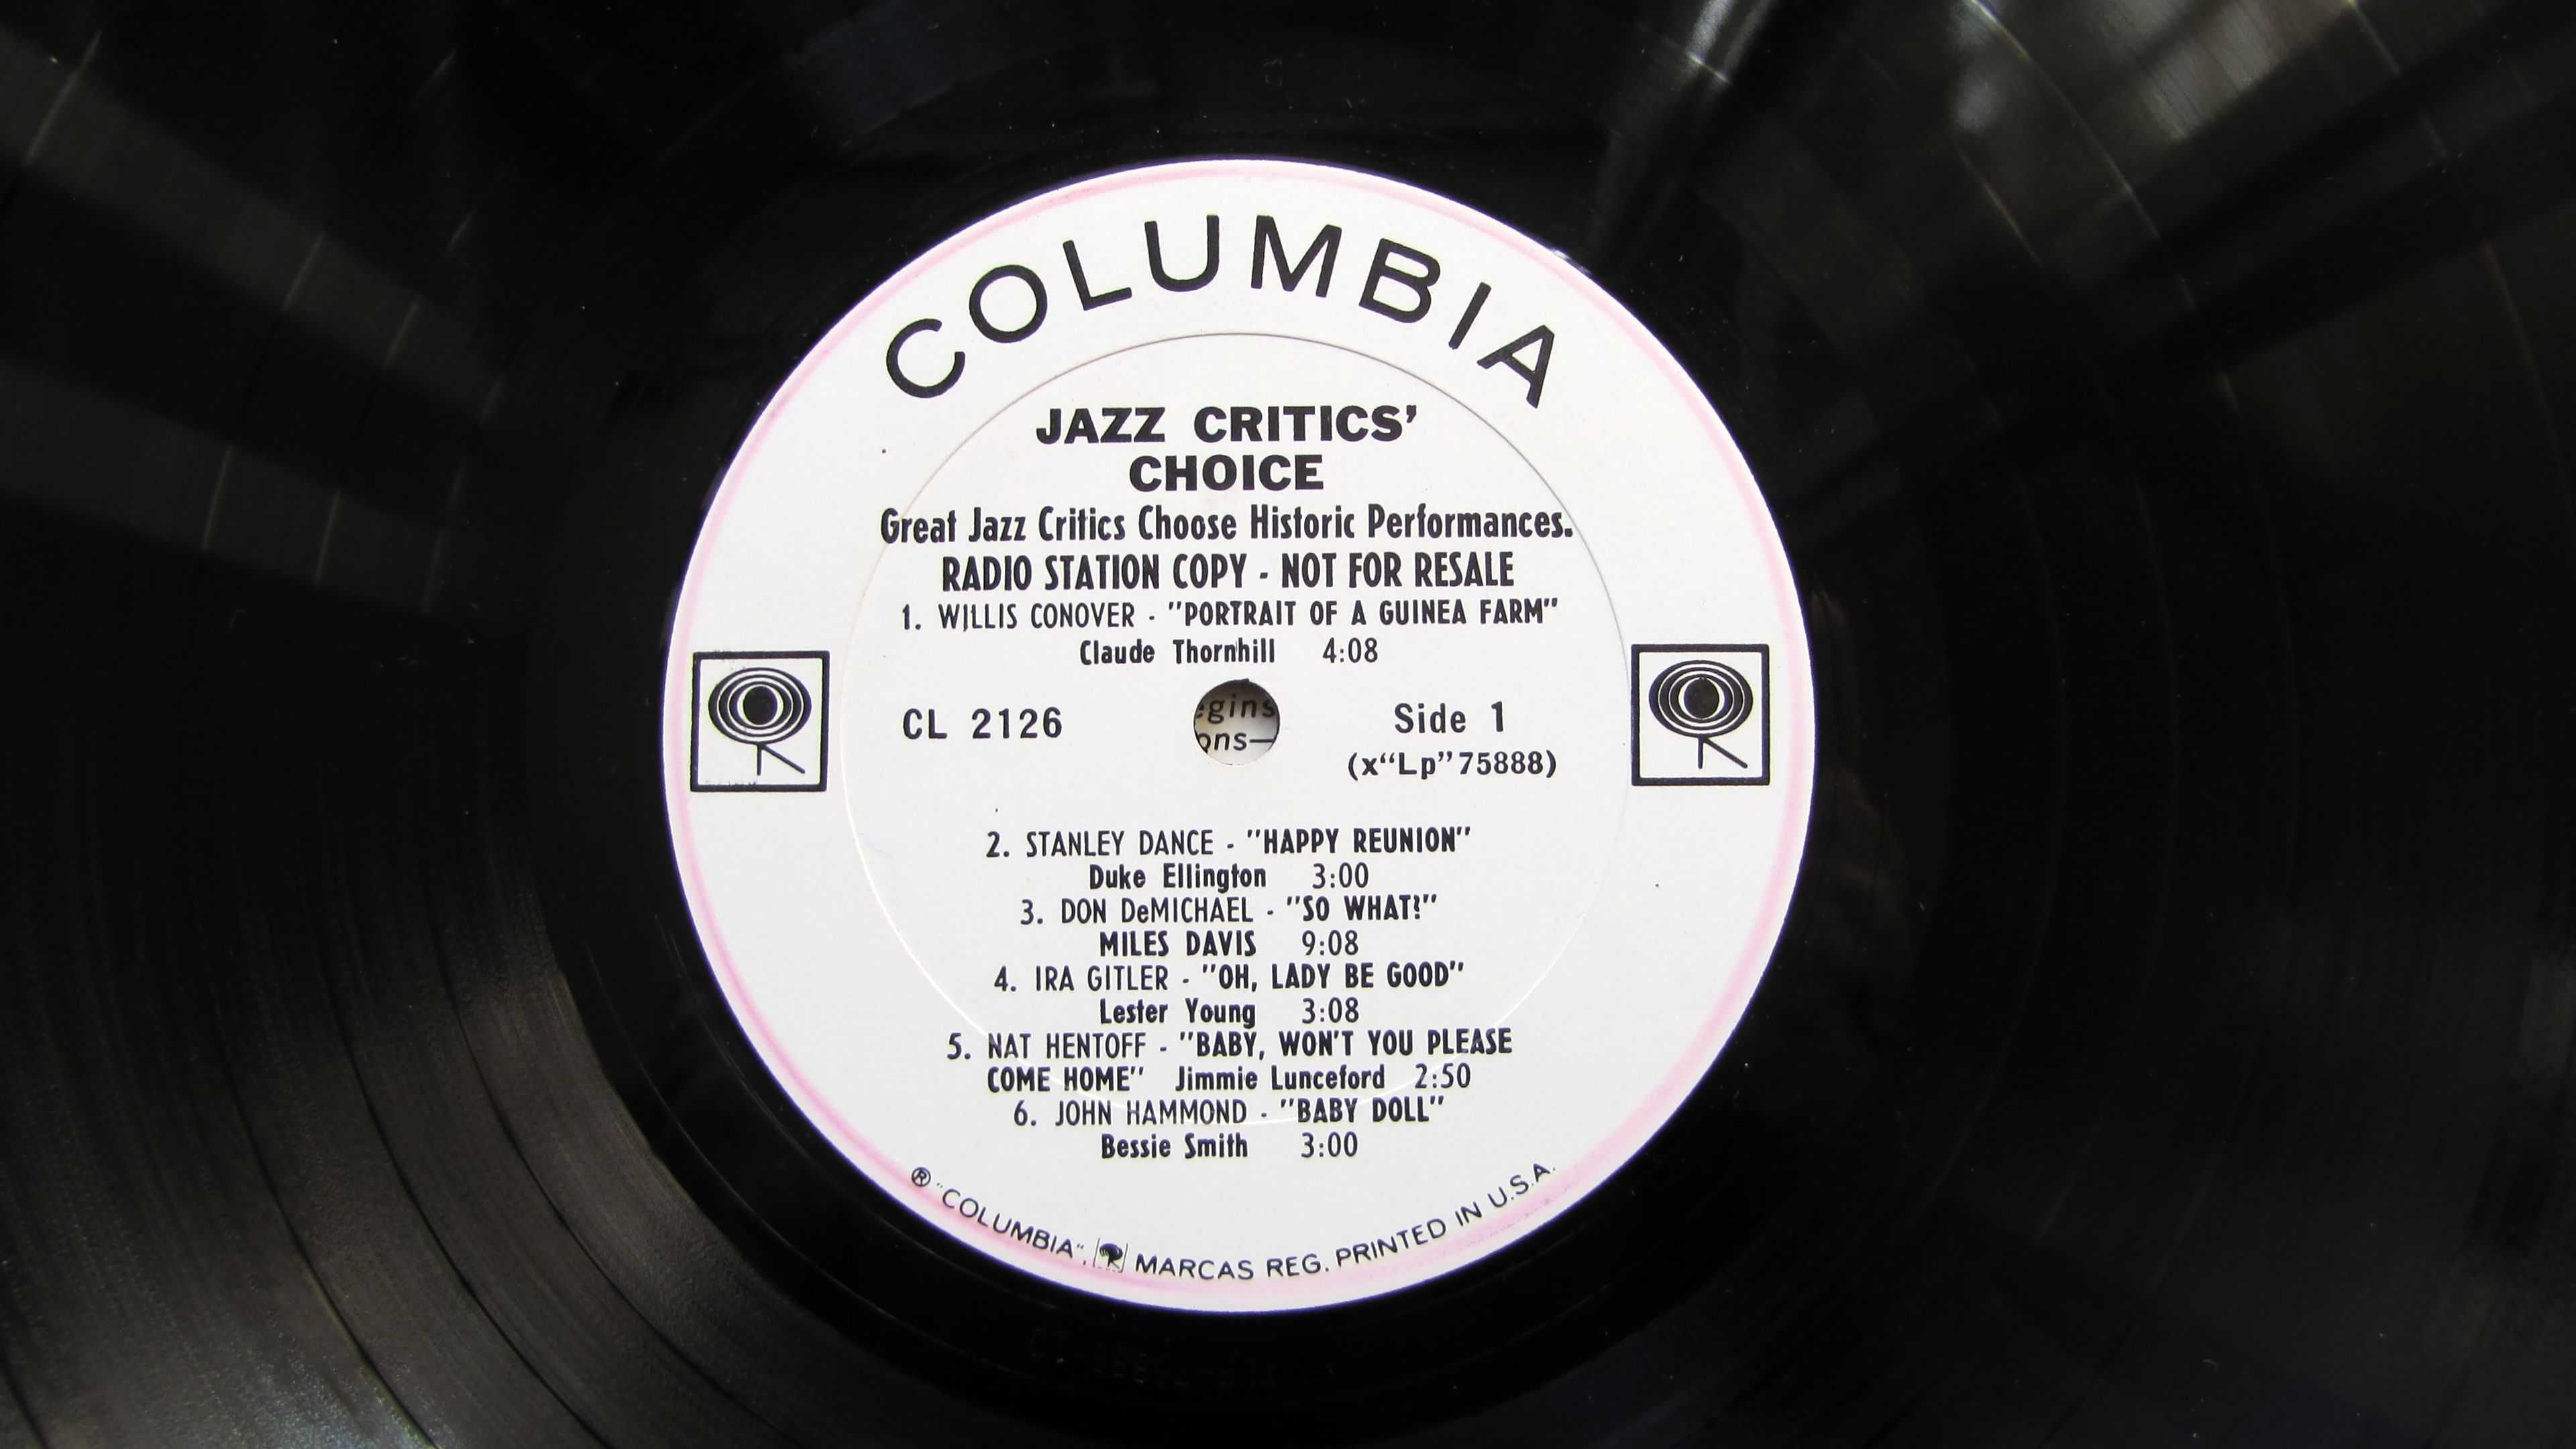 COLUMBIA
JAZZ CRITICS'
CHOICE
Great Jazz Critics Choose Historic Performances.
RADIO STATION COPY - NOT FOR RESALE
1. WILLIS CONOVER - "PORTRAIT OF A GUINEA FARM"
Claude Thornhill 4:08
CL 2126
Side 1
(x“Lp”75888)
2. STANLEY DANCE - "HAPPY REUNION"
Duke Ellington 3:00
3. DON DeMICHAEL - "SO WHAT?"
MILES DAVIS 9:08
4. IRA GITLER - "OH, LADY BE GOOD"
Lester Young 3:08
5. NAT HENTOFF - "BABY, WON'T YOU PLEASE
COME HOME" Jimmie Lunceford 2:50
6. JOHN HAMMOND - "BABY DOLL"
Bessie Smith 3:00
® "COLUMBIA", MARCAS REG. PRINTED IN U.S.A.